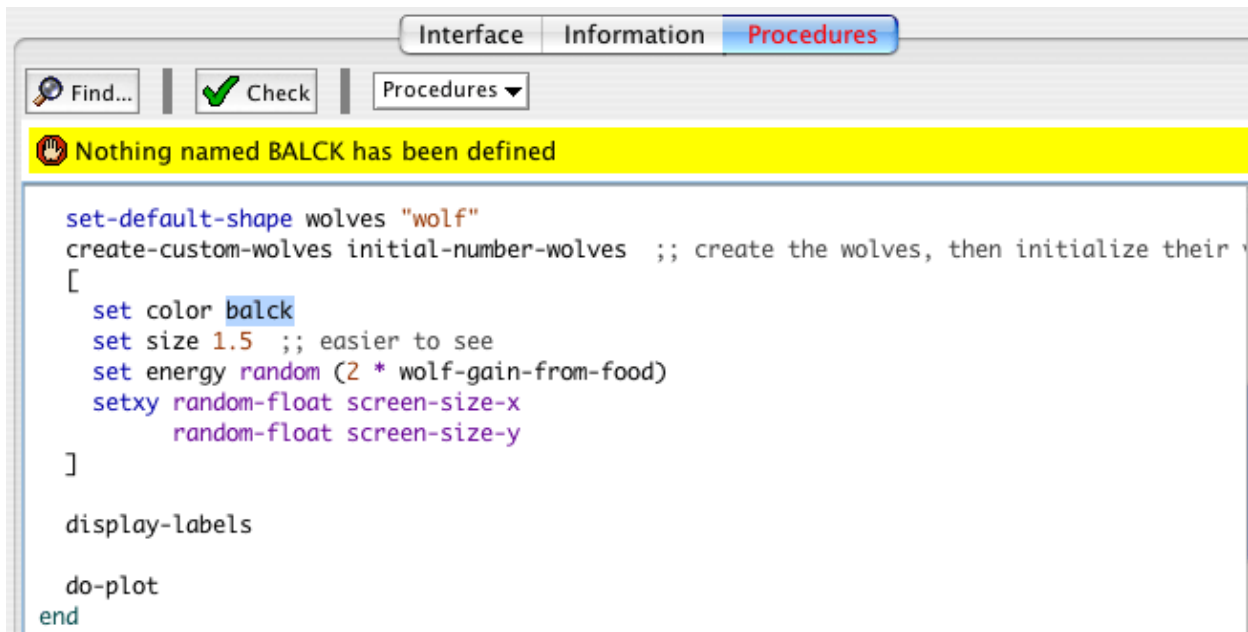 Interface Information Procedures
Find... Check Procedures
Nothing named BALCK has been defined
set-default-shape wolves "wolf"
create-custom-wolves initial-number-wolves ;; create the wolves, then initialize their
[
set color balck
set size 1.5 ;; easier to see
set energy random (2 * wolf-gain-from-food)
setxy random-float screen-size-x
random-float screen-size-y
]
display-labels
do-plot
end